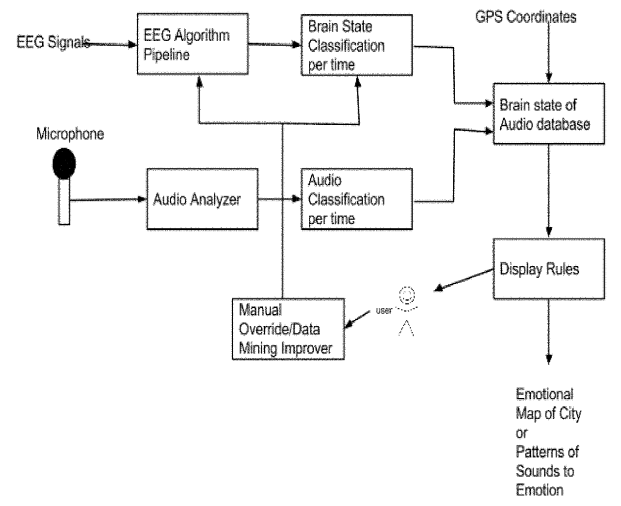 GPS Coordinates
EEG Signals
EEG Algorithm
Pipeline
Brain State
Classification
per time
Brain state of
Audio database
Microphone
Audio Analyzer
Audio
Classification
per time
Display Rules
user
Manual
Override/Data
Mining Improver
Emotional
Map of City
or
Patterns of
Sounds to
Emotion